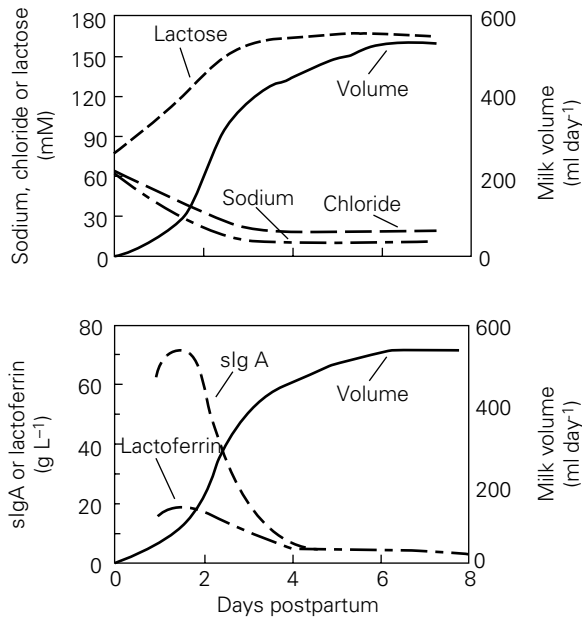 Sodium, chloride or lactose
(mM)
180
150
120
90
60
30
0
Lactose
Volume
Sodium
Chloride
600
400
200
0
Milk volume
(ml day-1)
sIgA or lactoferrin
(g L–1)
80
60
40
20
0
sIg A
Volume
Lactoferrin
600
400
200
0
Milk volume
(ml day-1)
0 2 4 6 8
Days postpartum